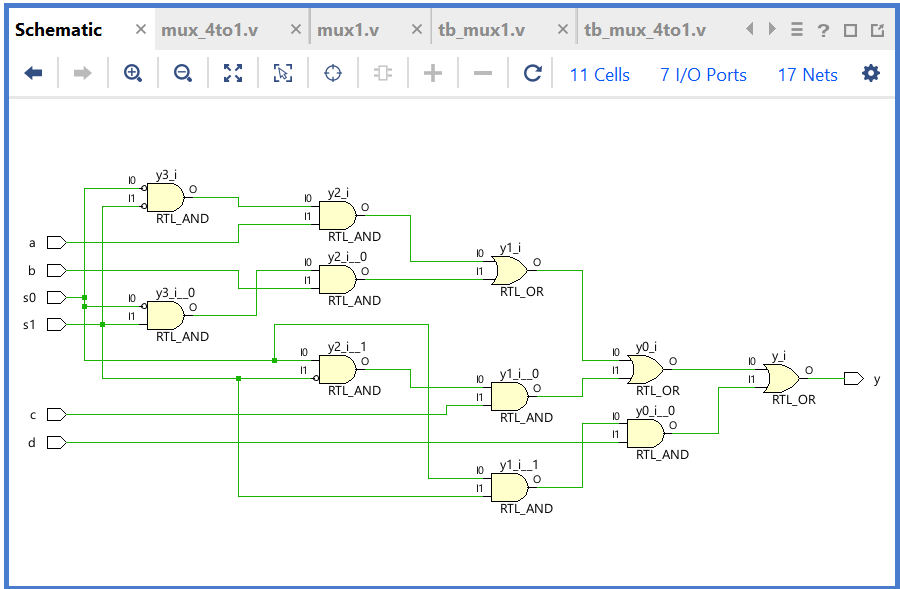 Schematic × mux_4to1.v × mux1.v × tb_mux1.v × tb_mux_4to1.v ?
11 Cells 7 I/O Ports 17 Nets
y3_i
I0 I1 O
RTL_AND
y2_i
I0 I1 O
RTL_AND
a
b
s0
s1
y2_i__0
I0 I1 O
RTL_AND
y1_i
I0 I1 O
RTL_OR
y3_i__0
I0 I1 O
RTL_AND
y2_i__1
I0 I1 O
RTL_AND
y0_i
I0 I1 O
RTL_OR
y_i
I0 I1 O
RTL_OR
y
y1_i__0
I0 I1 O
RTL_AND
c
d
y0_i__0
I0 I1 O
RTL_AND
y1_i__1
I0 I1 O
RTL_AND